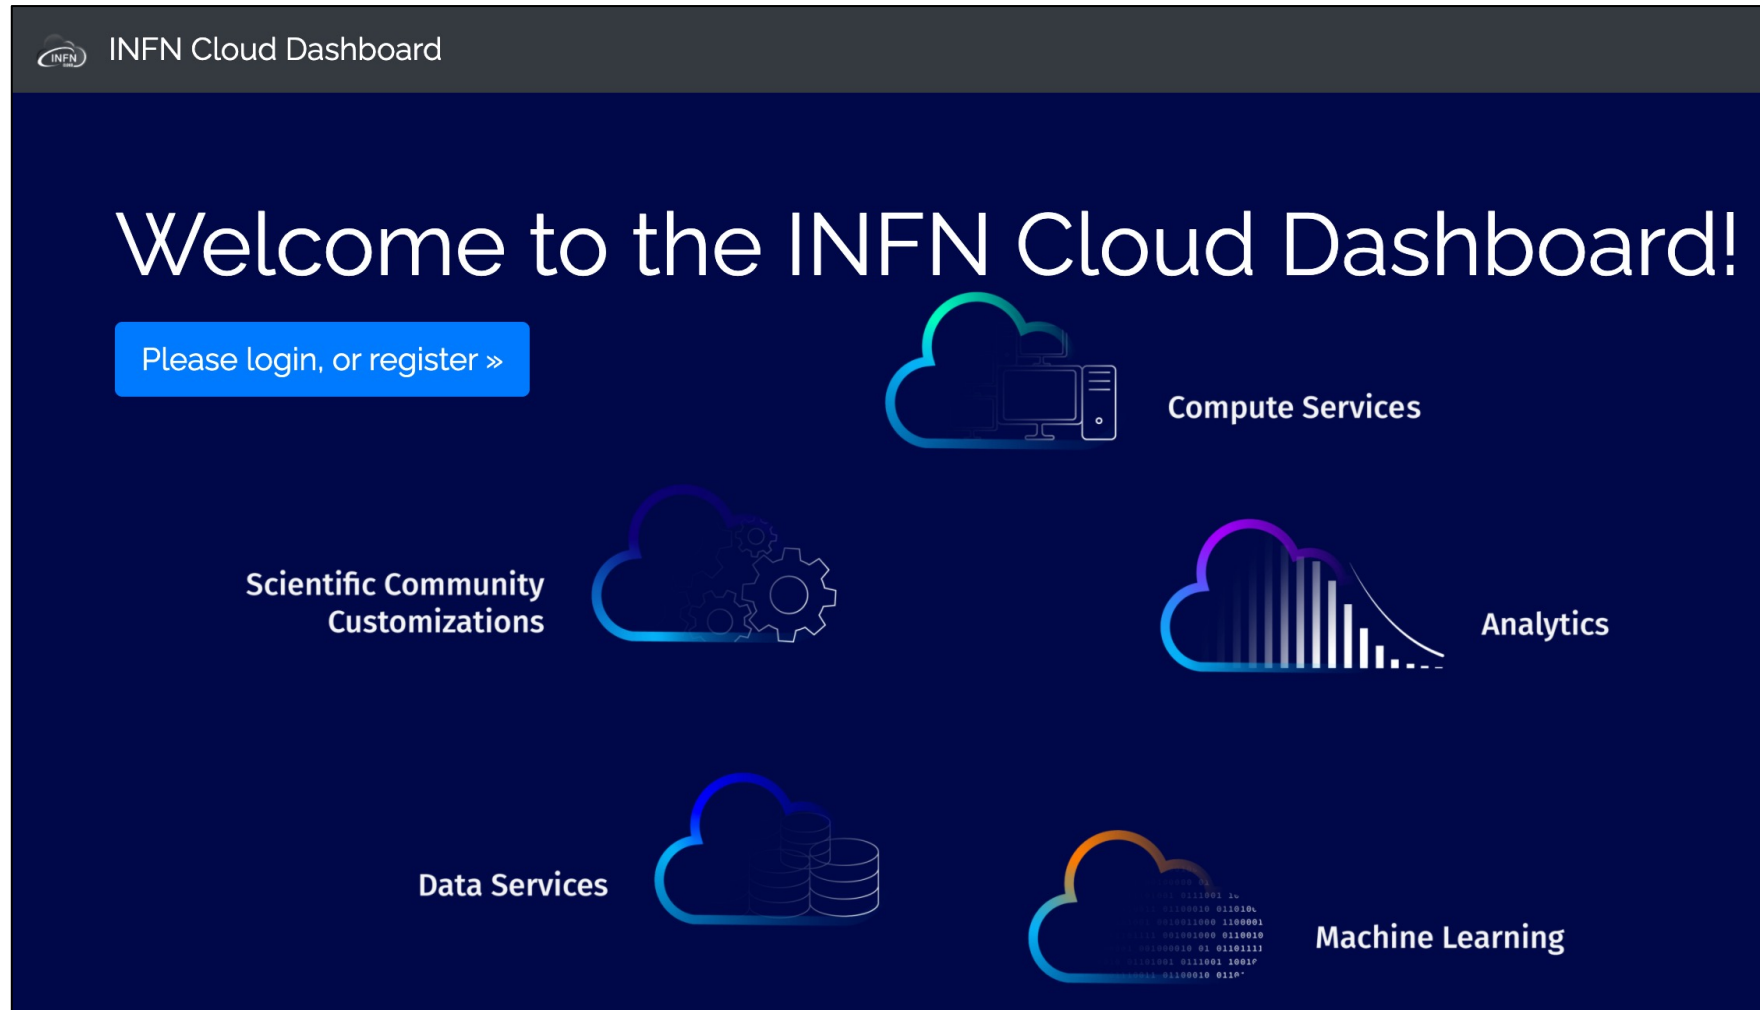 INFN
INFN Cloud Dashboard
Welcome to the INFN Cloud Dashboard!
Please login, or register »
Compute Services
Scientific Community
Customizations
Analytics
Data Services
Machine Learning